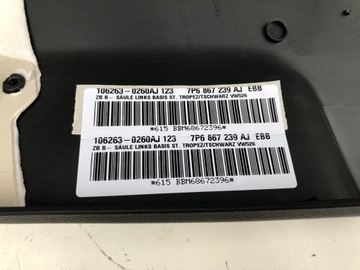 106263-0260AJ 123 7P6 867 239 AJ EBB
ZB B- SÄULE LINKS BASIS ST. TROPEZ/TSCHWARZ VW526
*615 BBM68672396*
106263-0260AJ 123 7P6 867 239 AJ EBB
ZB B- SÄULE LINKS BASIS ST. TROPEZ/TSCHWARZ VW526
*615 BBM68672396*